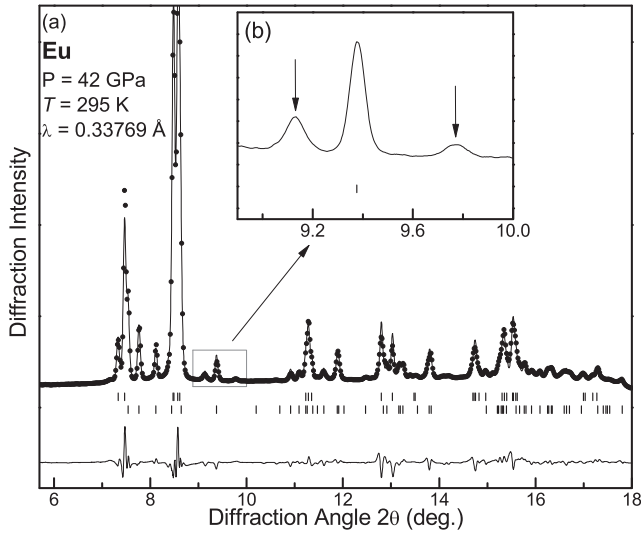 (a)
Eu
P = 42 GPa
T = 295 K
λ = 0.33769 Å
(b)
9.2 9.6 10.0
Diffraction Intensity
6 8 10 12 14 16 18
Diffraction Angle 2θ (deg.)